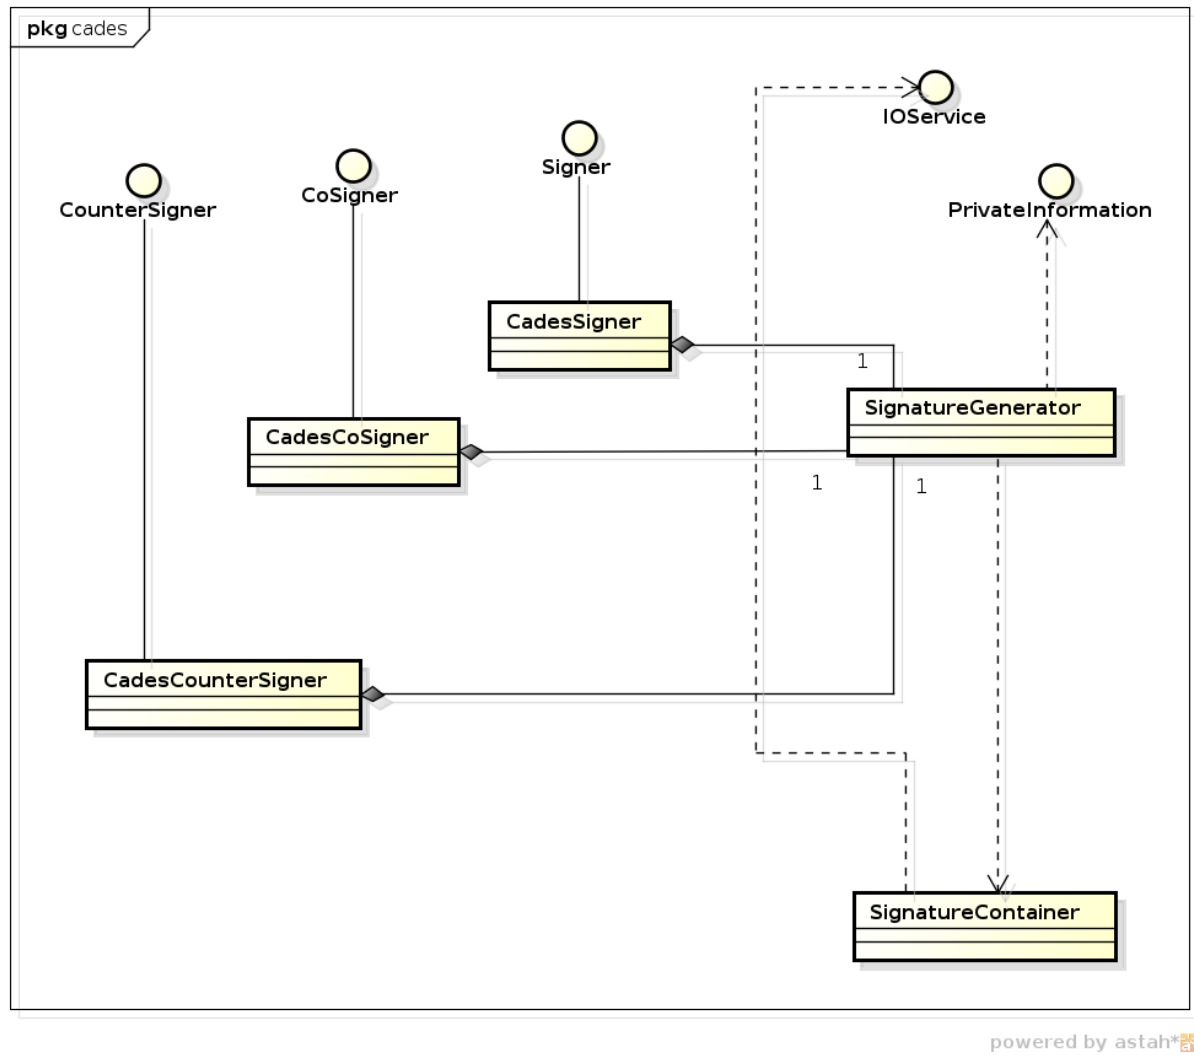 pkg cades
IOService
Signer
CoSigner
CounterSigner
PrivateInformation
CadesSigner
1
SignatureGenerator
CadesCoSigner
1
1
CadesCounterSigner
SignatureContainer
powered by astah*